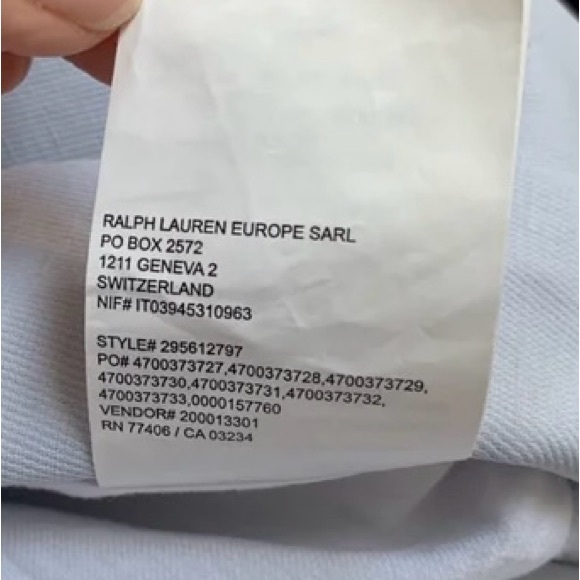 RALPH LAUREN EUROPE SARL
PO BOX 2572
1211 GENEVA 2
SWITZERLAND
NIF# IT03945310963
STYLE# 295612797
PO# 4700373727,4700373728,4700373729,
4700373730,4700373731,4700373732,
4700373733,0000157760
VENDOR# 200013301
RN 77406 / CA 03234